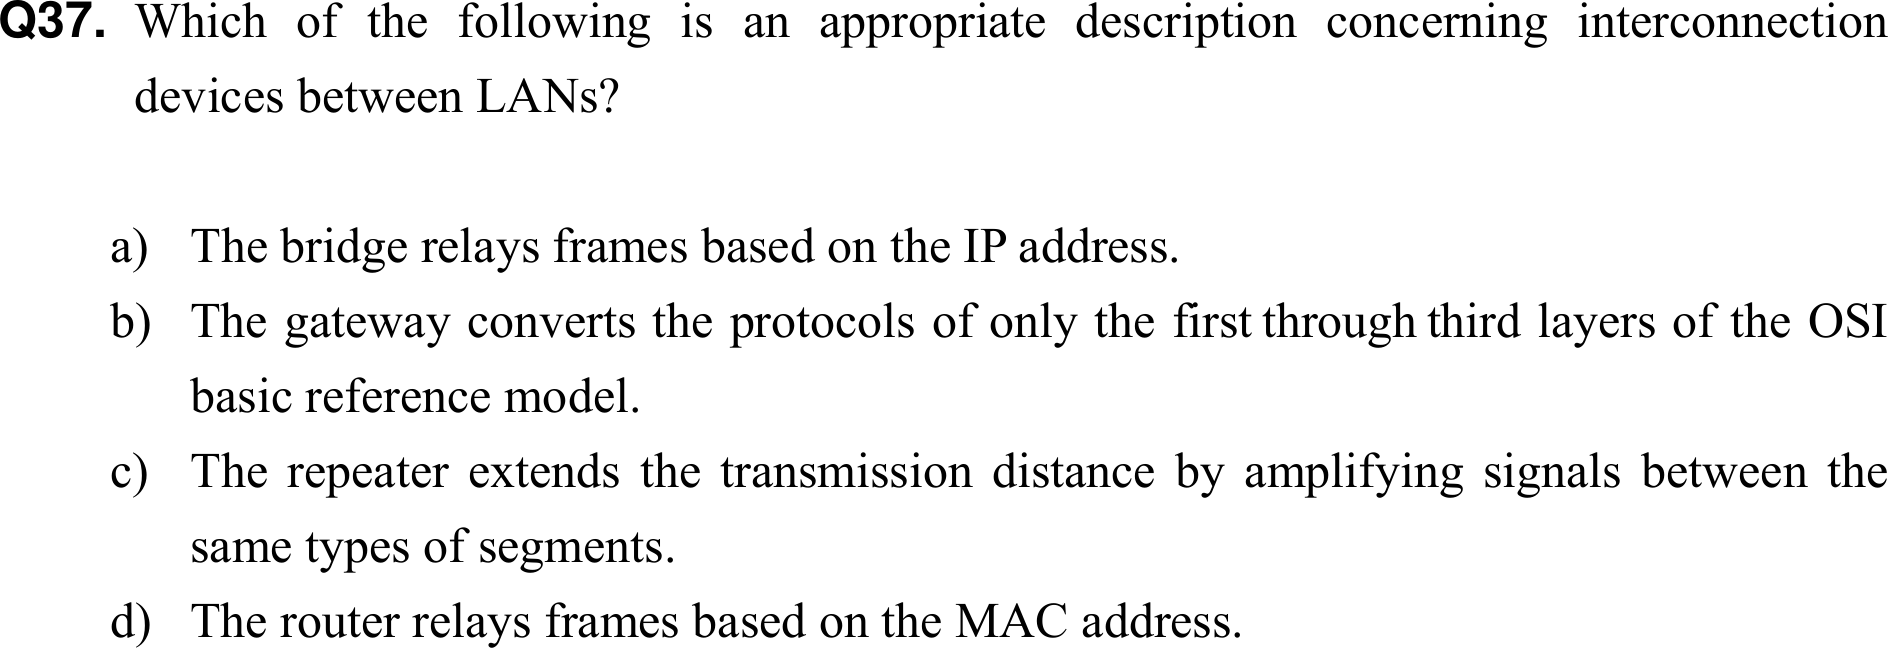 Q37. Which of the following is an appropriate description concerning interconnection
devices between LANs?
a) The bridge relays frames based on the IP address.
b) The gateway converts the protocols of only the first through third layers of the OSI
basic reference model.
c) The repeater extends the transmission distance by amplifying signals between the
same types of segments.
d) The router relays frames based on the MAC address.